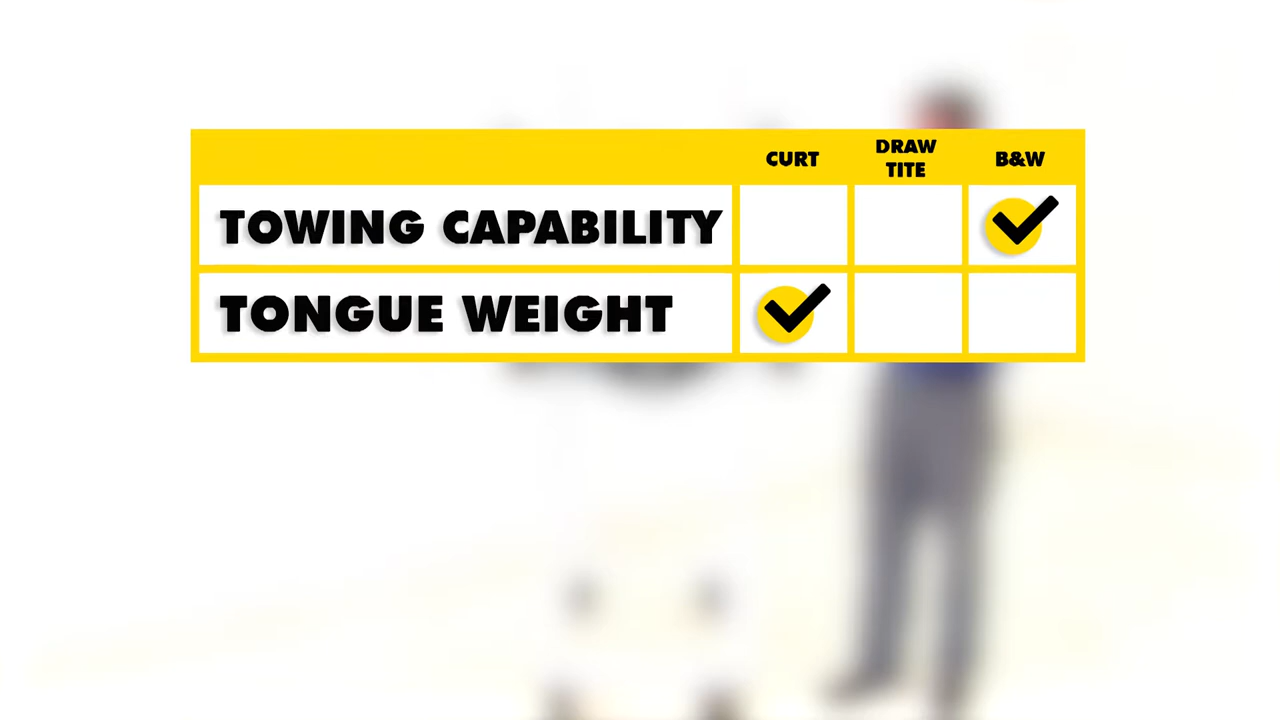 CURT
DRAW
TITE
B&W
TOWING CAPABILITY
TONGUE WEIGHT